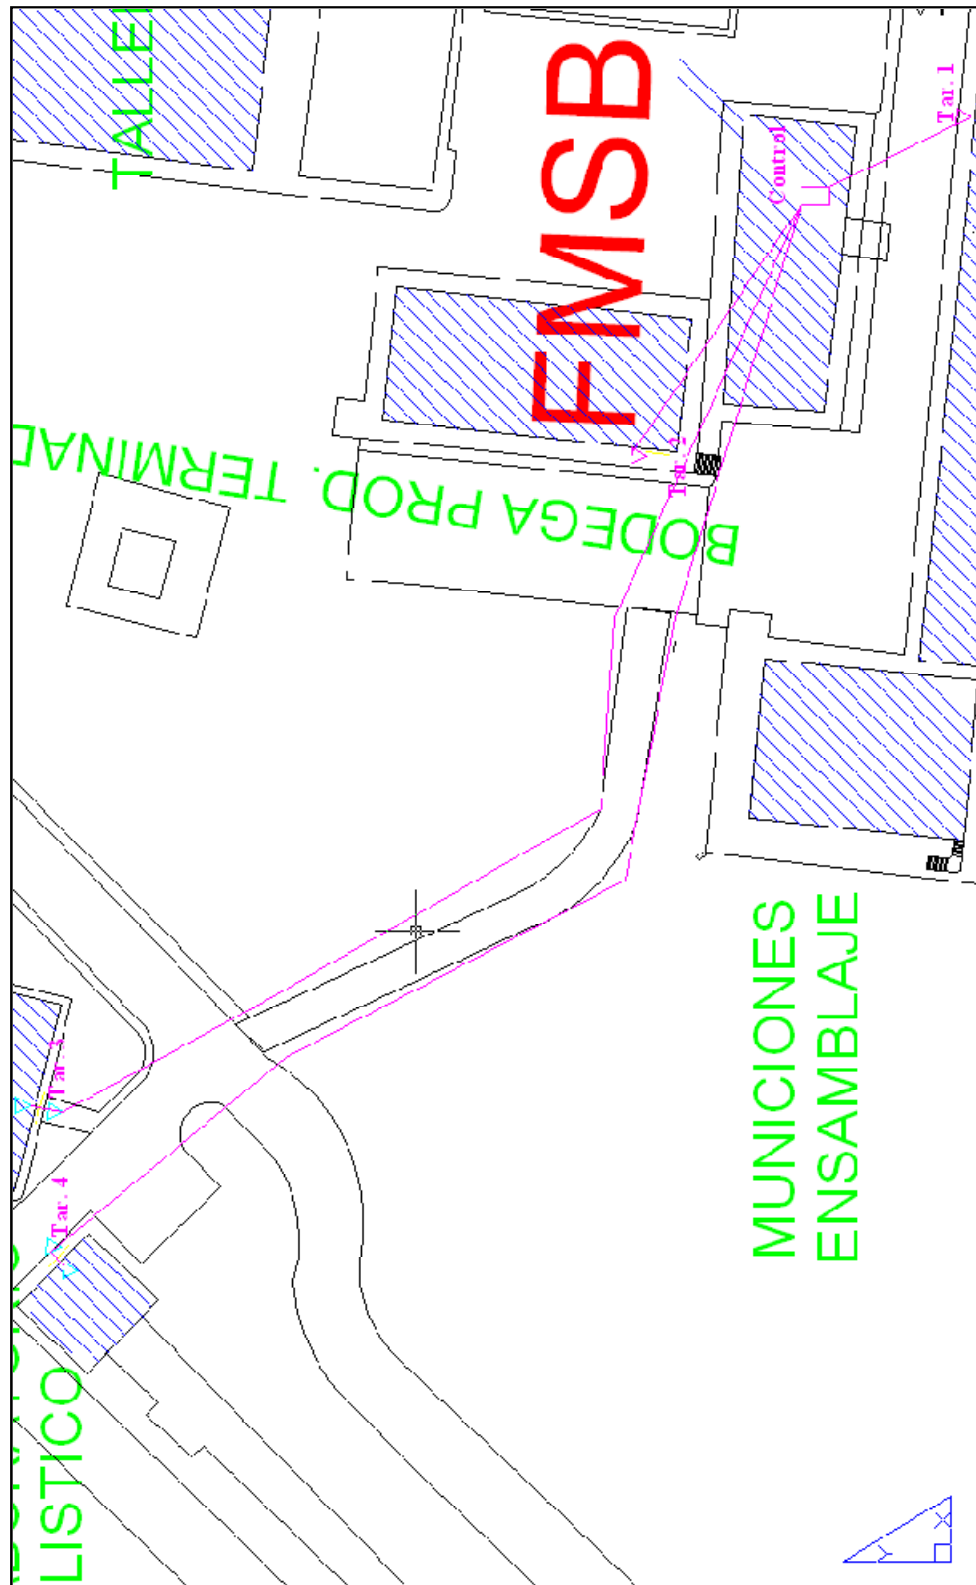 TALLE
FMSB
Tar. 1
Control
Tar. 2
BODEGA PROD. TERMINAD
MUNICIONES
ENSAMBLAJE
Tar. 3
Tar. 4
LISTICO
X
Y